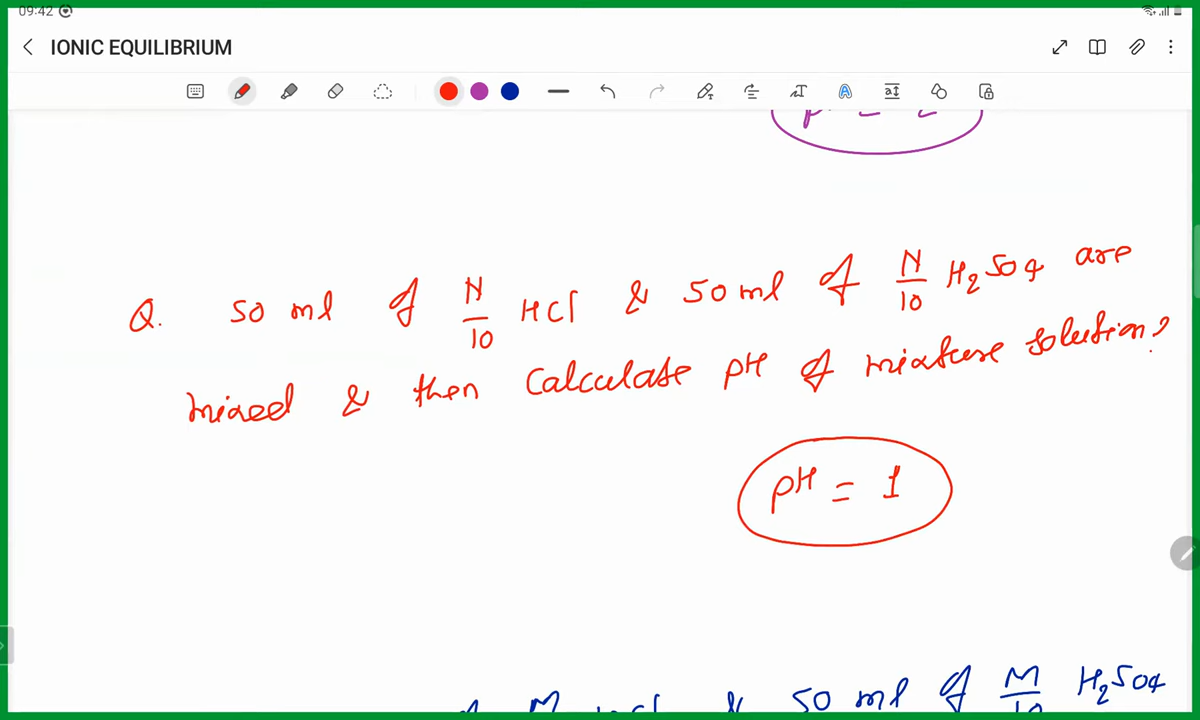 09:42
IONIC EQUILIBRIUM
Q. 50 ml of N/10 HCl & 50 ml of N/10 H2SO4 are
mixed & then Calculate pH of mixture solution?
pH = 1
& 50 ml of M/10 H2SO4